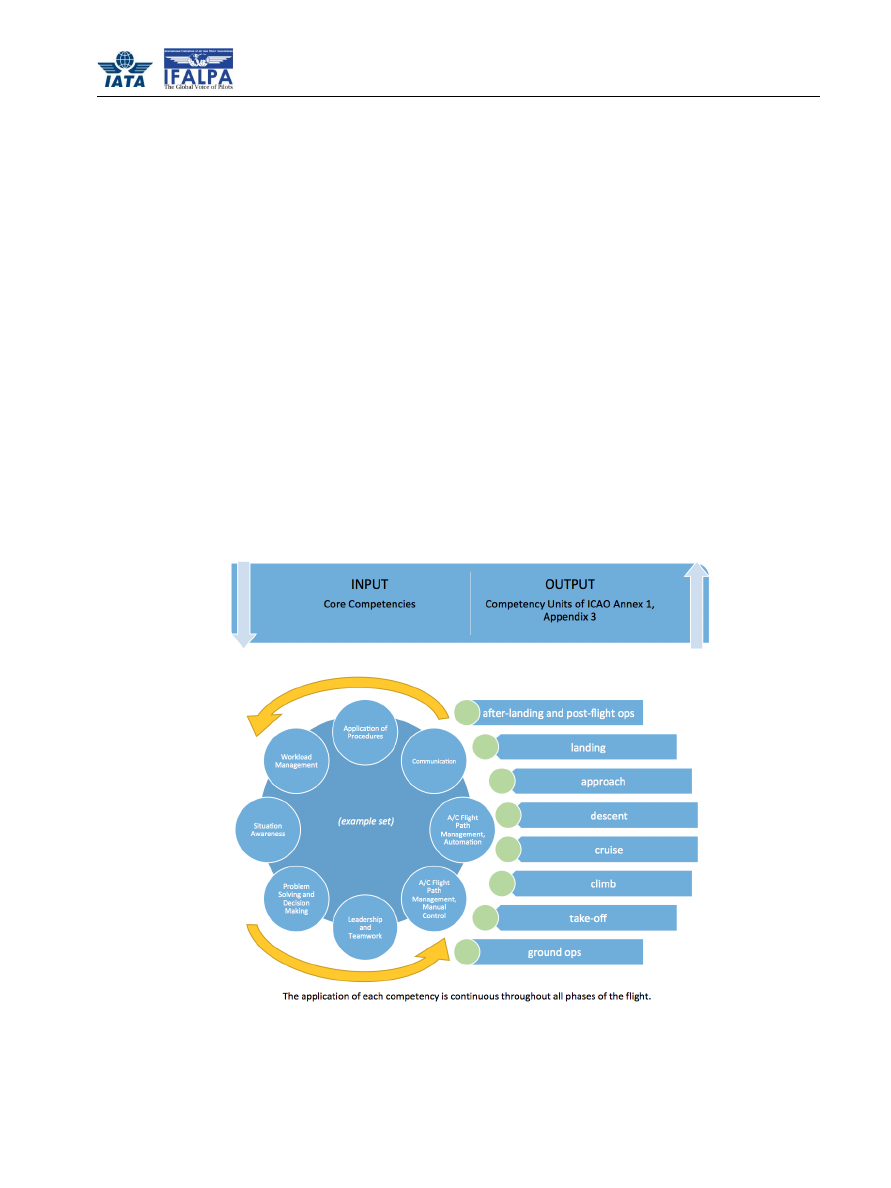 IATA
IFALPA
The Global Voice of Pilots
INPUT
Core Competencies
OUTPUT
Competency Units of ICAO Annex 1,
Appendix 3
Application of
Procedures
Communication
A/C Flight
Path
Management,
Automation
A/C Flight
Path
Management,
Manual
Control
Leadership
and
Teamwork
Problem
Solving and
Decision
Making
Situation
Awareness
Workload
Management
(example set)
after-landing and post-flight ops
landing
approach
descent
cruise
climb
take-off
ground ops
The application of each competency is continuous throughout all phases of the flight.